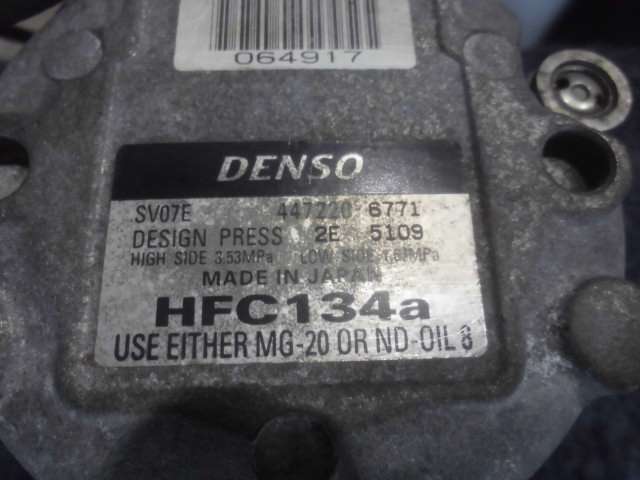 064917
DENSO
SV07E 447220 6771
DESIGN PRESS 2E 5109
HIGH SIDE 3.53MPa LOW SIDE 1.67MPa
MADE IN JAPAN
HFC134a
USE EITHER MG-20 OR ND-OIL 8